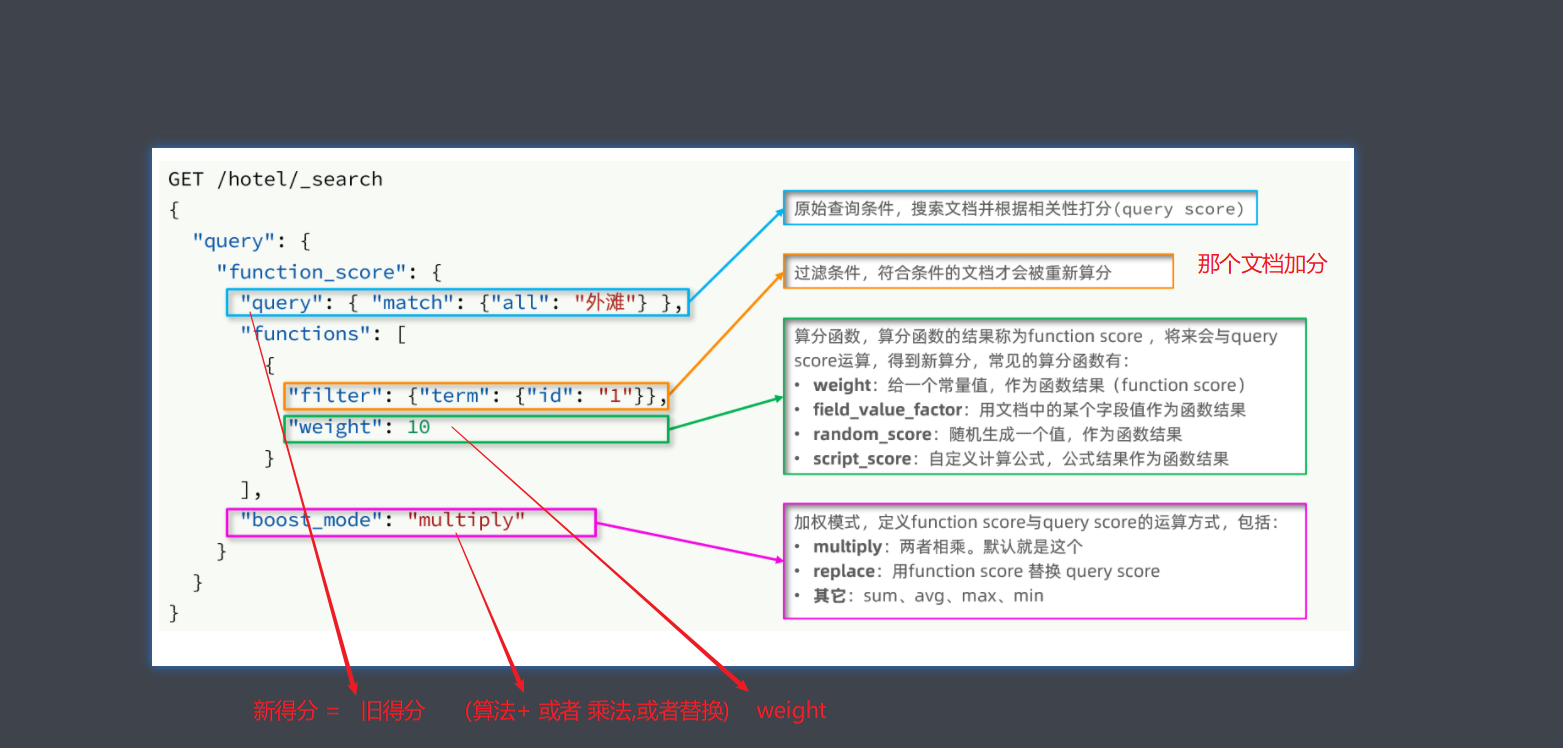 GET /hotel/_search
{
"query": {
"function_score": {
"query": { "match": {"all": "外滩"} },
"functions": [
{
"filter": {"term": {"id": "1"}},
"weight": 10
}
],
"boost_mode": "multiply"
}
}
}
原始查询条件，搜索文档并根据相关性打分(query score)
过滤条件，符合条件的文档才会被重新算分
那个文档加分
算分函数，算分函数的结果称为function score ，将来会与query
score运算，得到新算分，常见的算分函数有：
• weight：给一个常量值，作为函数结果（function score）
• field_value_factor：用文档中的某个字段值作为函数结果
• random_score：随机生成一个值，作为函数结果
• script_score：自定义计算公式，公式结果作为函数结果
加权模式，定义function score与query score的运算方式，包括：
• multiply：两者相乘。默认就是这个
• replace：用function score 替换 query score
• 其它：sum、avg、max、min
新得分 = 旧得分 (算法+ 或者 乘法,或者替换) weight